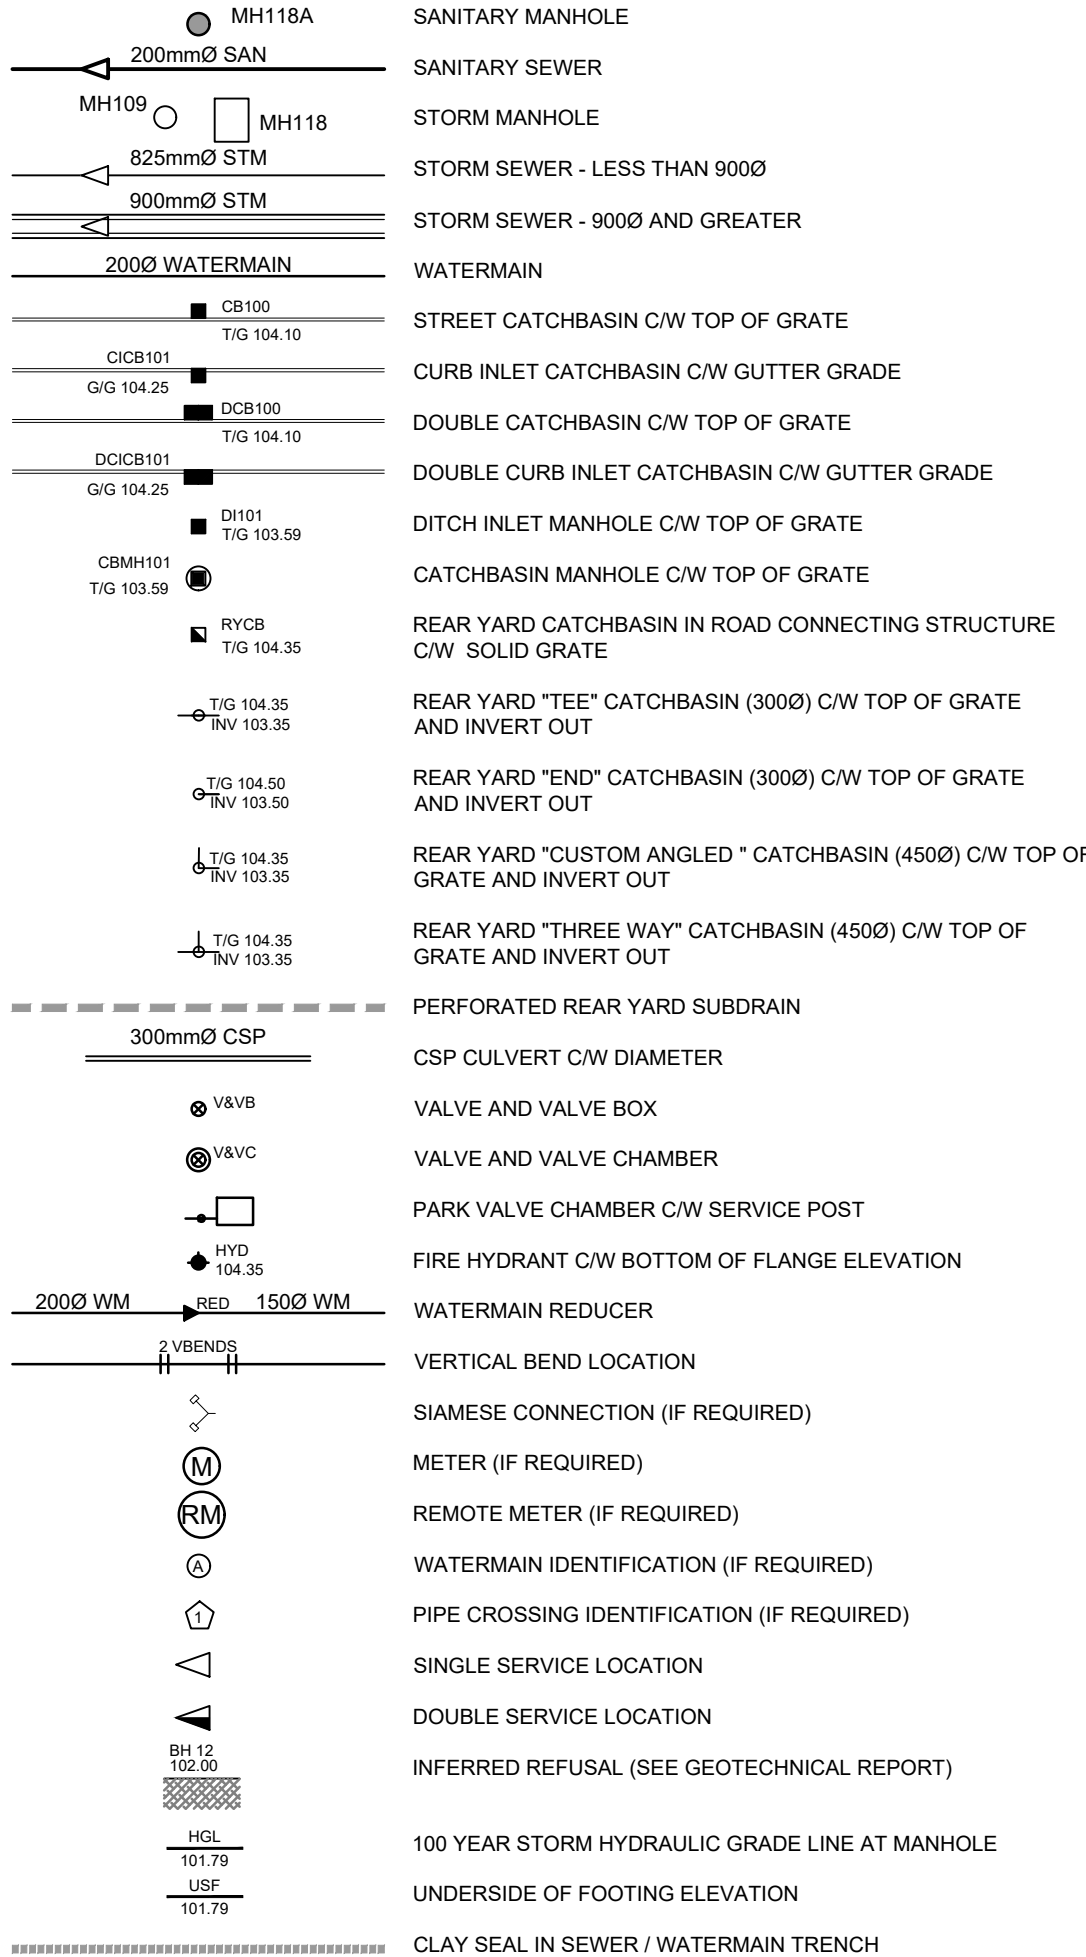 MH118A SANITARY MANHOLE
200mmØ SAN SANITARY SEWER
MH109 MH118 STORM MANHOLE
825mmØ STM STORM SEWER - LESS THAN 900Ø
900mmØ STM STORM SEWER - 900Ø AND GREATER
200Ø WATERMAIN WATERMAIN
CB100
T/G 104.10
STREET CATCHBASIN C/W TOP OF GRATE
CICB101
G/G 104.25
CURB INLET CATCHBASIN C/W GUTTER GRADE
DCB100
T/G 104.10
DOUBLE CATCHBASIN C/W TOP OF GRATE
DCICB101
G/G 104.25
DOUBLE CURB INLET CATCHBASIN C/W GUTTER GRADE
DI101
T/G 103.59
DITCH INLET MANHOLE C/W TOP OF GRATE
CBMH101
T/G 103.59
CATCHBASIN MANHOLE C/W TOP OF GRATE
RYCB
T/G 104.35
REAR YARD CATCHBASIN IN ROAD CONNECTING STRUCTURE
C/W SOLID GRATE
T/G 104.35
INV 103.35
REAR YARD "TEE" CATCHBASIN (300Ø) C/W TOP OF GRATE
AND INVERT OUT
T/G 104.50
INV 103.50
REAR YARD "END" CATCHBASIN (300Ø) C/W TOP OF GRATE
AND INVERT OUT
T/G 104.35
INV 103.35
REAR YARD "CUSTOM ANGLED " CATCHBASIN (450Ø) C/W TOP OF
GRATE AND INVERT OUT
T/G 104.35
INV 103.35
REAR YARD "THREE WAY" CATCHBASIN (450Ø) C/W TOP OF
GRATE AND INVERT OUT
PERFORATED REAR YARD SUBDRAIN
300mmØ CSP CSP CULVERT C/W DIAMETER
V&VB VALVE AND VALVE BOX
V&VC VALVE AND VALVE CHAMBER
PARK VALVE CHAMBER C/W SERVICE POST
HYD
104.35
FIRE HYDRANT C/W BOTTOM OF FLANGE ELEVATION
200Ø WM RED 150Ø WM WATERMAIN REDUCER
2 VBENDS VERTICAL BEND LOCATION
SIAMESE CONNECTION (IF REQUIRED)
M METER (IF REQUIRED)
RM REMOTE METER (IF REQUIRED)
A WATERMAIN IDENTIFICATION (IF REQUIRED)
1 PIPE CROSSING IDENTIFICATION (IF REQUIRED)
SINGLE SERVICE LOCATION
DOUBLE SERVICE LOCATION
BH 12
102.00
INFERRED REFUSAL (SEE GEOTECHNICAL REPORT)
HGL
101.79
100 YEAR STORM HYDRAULIC GRADE LINE AT MANHOLE
USF
101.79
UNDERSIDE OF FOOTING ELEVATION
CLAY SEAL IN SEWER / WATERMAIN TRENCH